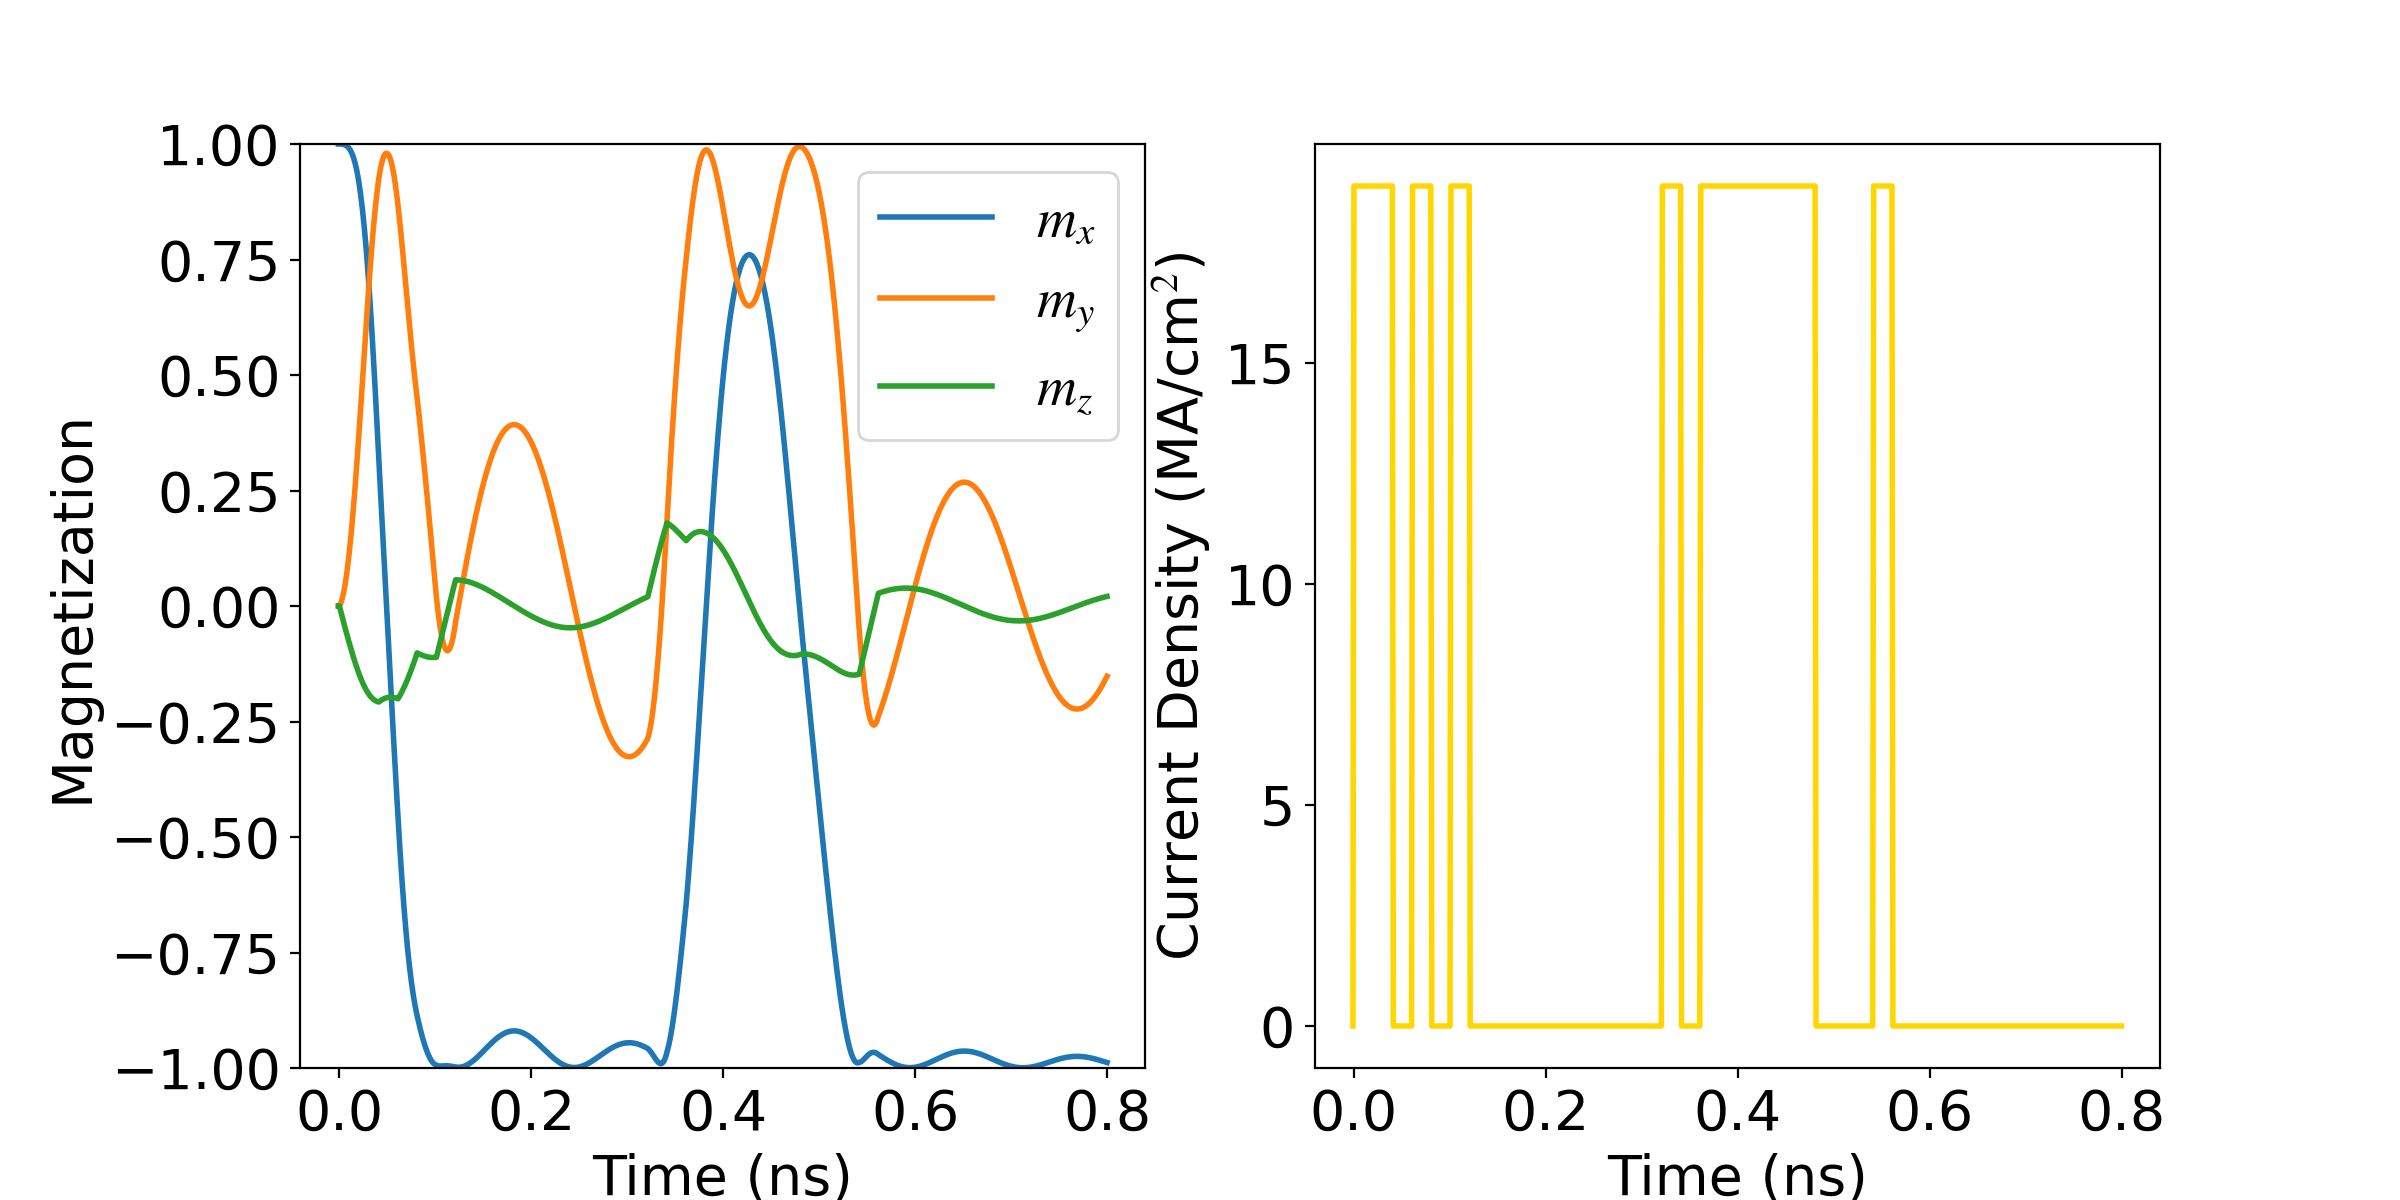 Magnetization
1.00
0.75
0.50
0.25
0.00
−0.25
−0.50
−0.75
−1.00
0.0 0.2 0.4 0.6 0.8
Time (ns)
m_x
m_y
m_z
Current Density (MA/cm²)
15
10
5
0
0.0 0.2 0.4 0.6 0.8
Time (ns)